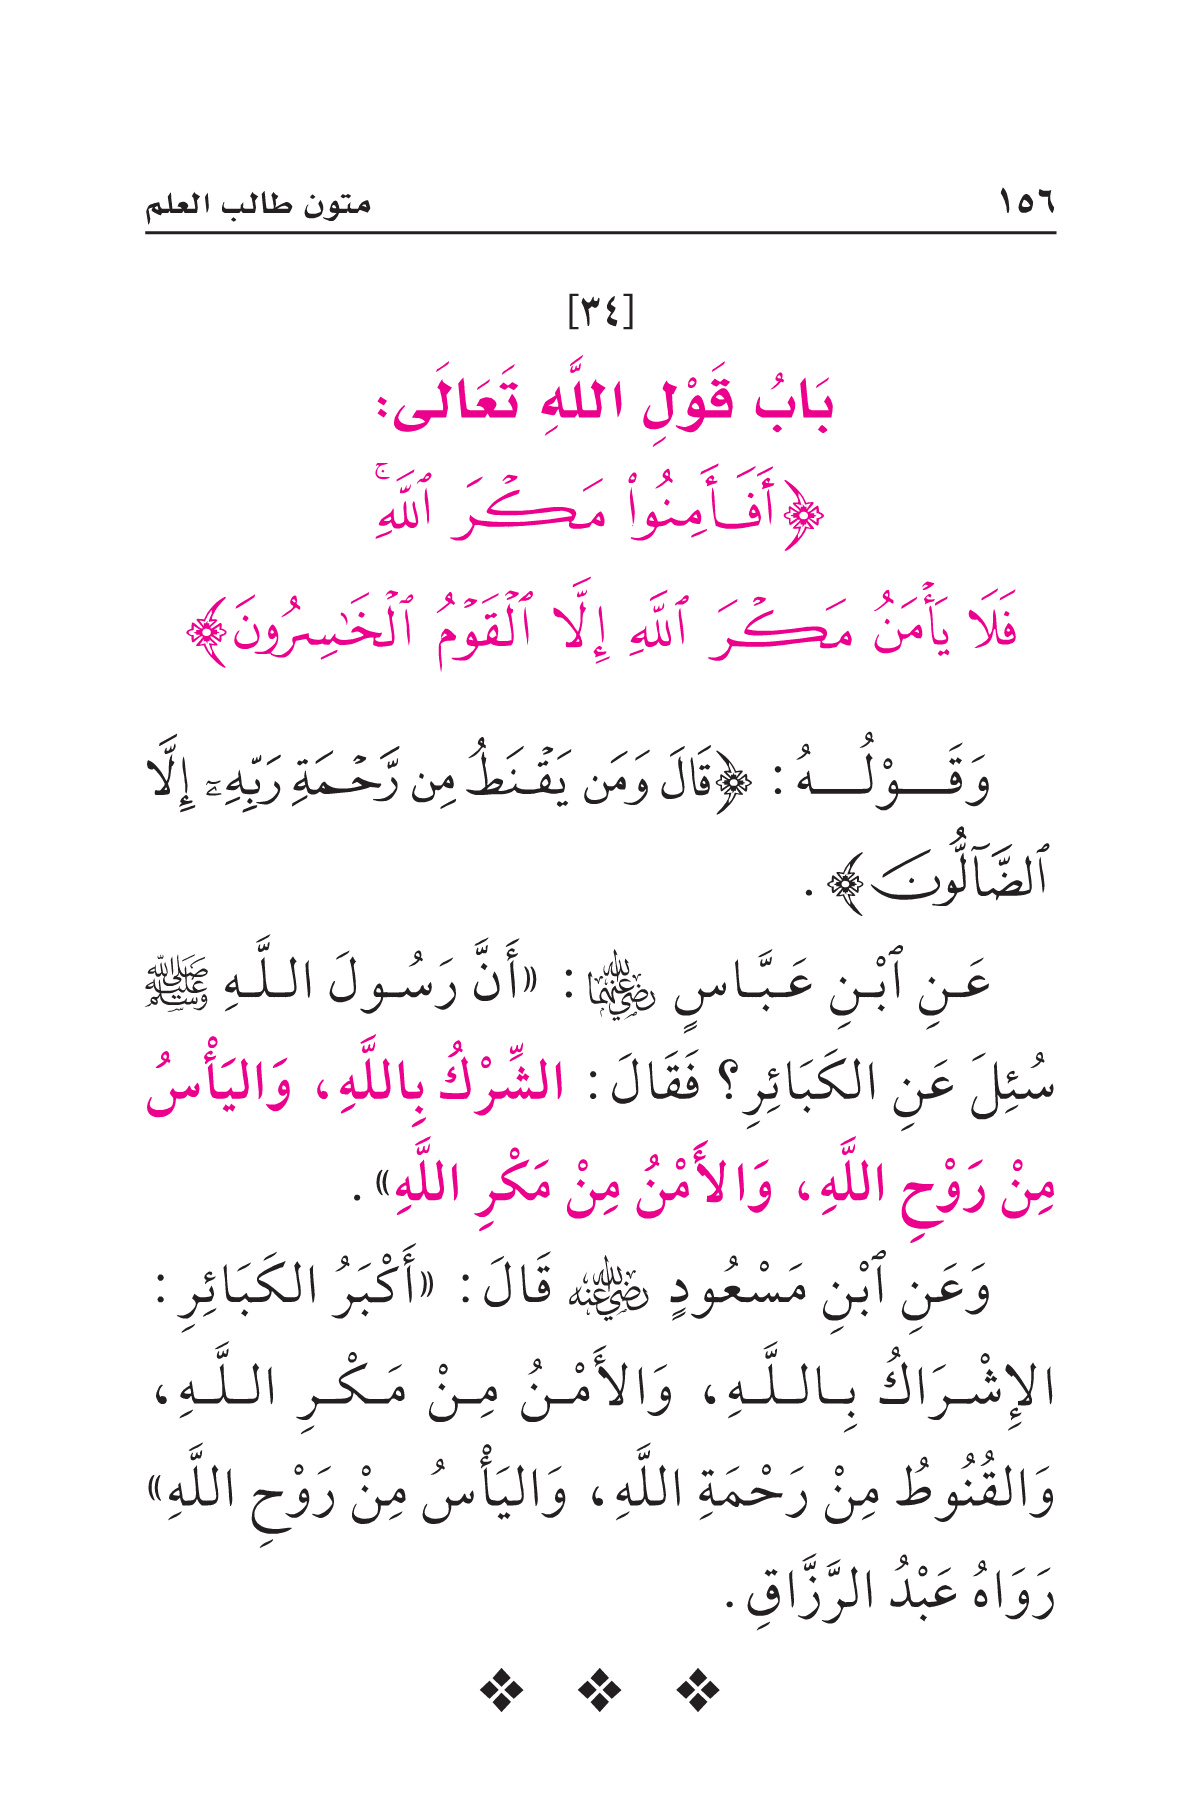 ١٥٦ متون طالب العلم
[٣٤]
بَابُ قَوْلِ اللَّهِ تَعَالَى:
﴿أَفَأَمِنُوا۟ مَكْرَ ٱللَّهِ ۚ
فَلَا يَأْمَنُ مَكْرَ ٱللَّهِ إِلَّا ٱلْقَوْمُ ٱلْخَـٰسِرُونَ﴾
وَقَوْلُهُ: ﴿قَالَ وَمَن يَقْنَطُ مِن رَّحْمَةِ رَبِّهِۦٓ إِلَّا
ٱلضَّآلُّونَ﴾.
عَنِ ٱبْنِ عَبَّاسٍ رضي الله عنهما: «أَنَّ رَسُولَ اللَّهِ ﷺ
سُئِلَ عَنِ الكَبَائِرِ؟ فَقَالَ: الشِّرْكُ بِاللَّهِ، وَاليَأْسُ
مِنْ رَوْحِ اللَّهِ، وَالأَمْنُ مِنْ مَكْرِ اللَّهِ».
وَعَنِ ٱبْنِ مَسْعُودٍ رضي الله عنه قَالَ: «أَكْبَرُ الكَبَائِرِ:
الإِشْرَاكُ بِاللَّهِ، وَالأَمْنُ مِنْ مَكْرِ اللَّهِ،
وَالقُنُوطُ مِنْ رَحْمَةِ اللَّهِ، وَاليَأْسُ مِنْ رَوْحِ اللَّهِ»
رَوَاهُ عَبْدُ الرَّزَّاقِ.